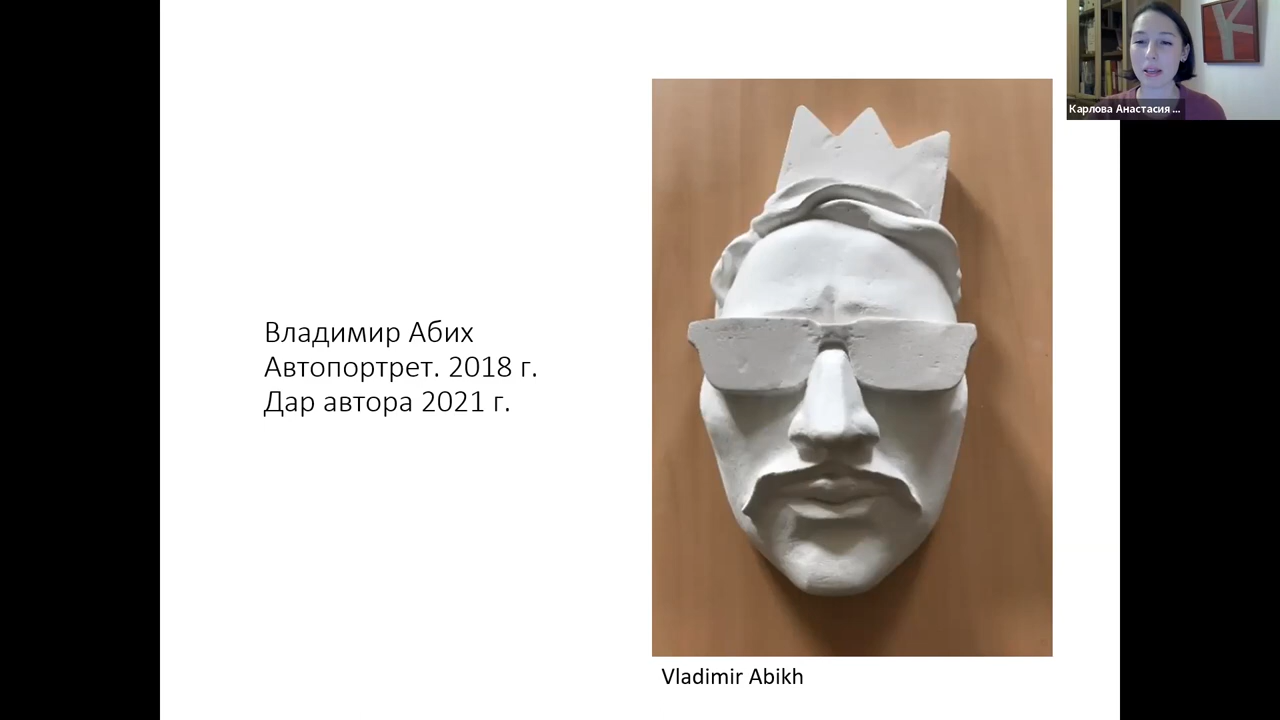 Карлова Анастасия ...
Владимир Абих
Автопортрет. 2018 г.
Дар автора 2021 г.
Vladimir Abikh